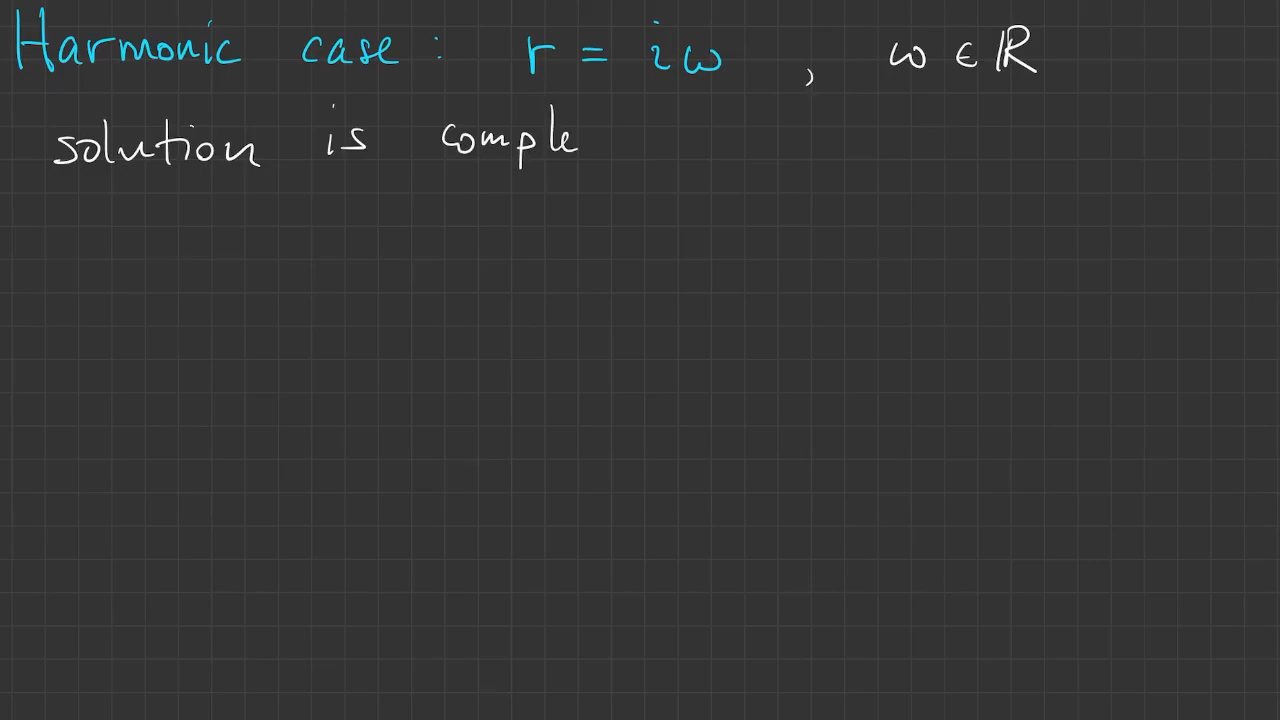 Harmonic case : r = iω , ω ∈ ℝ
solution is comple